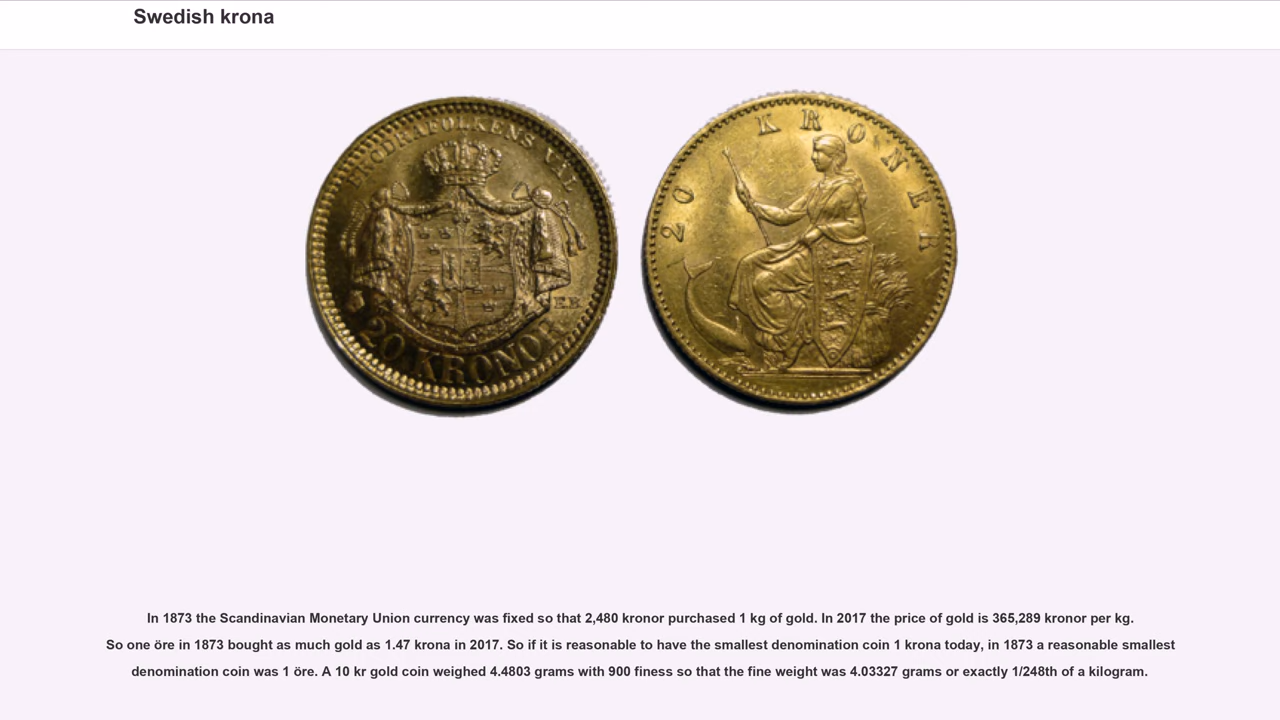 Swedish krona
BRÖDRAFOLKENS VÄL
E.B.
20 KRONOR
20 KRONER
In 1873 the Scandinavian Monetary Union currency was fixed so that 2,480 kronor purchased 1 kg of gold. In 2017 the price of gold is 365,289 kronor per kg.
So one öre in 1873 bought as much gold as 1.47 krona in 2017. So if it is reasonable to have the smallest denomination coin 1 krona today, in 1873 a reasonable smallest
denomination coin was 1 öre. A 10 kr gold coin weighed 4.4803 grams with 900 finess so that the fine weight was 4.03327 grams or exactly 1/248th of a kilogram.